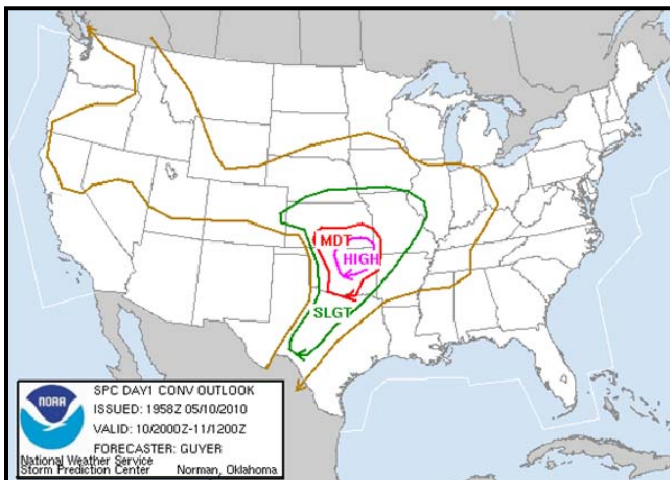 MDT
HIGH
SLGT
NOAA
SPC DAY1 CONV OUTLOOK
ISSUED: 1958Z 05/10/2010
VALID: 10/2000Z-11/1200Z
FORECASTER: GUYER
National Weather Service
Storm Prediction Center Norman, Oklahoma